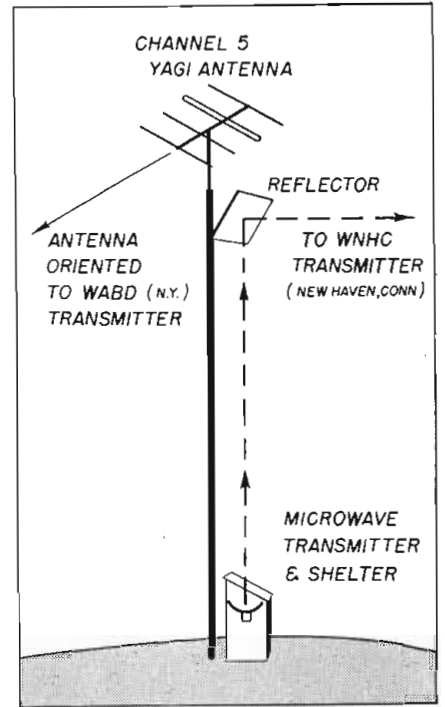 CHANNEL 5
YAGI ANTENNA
REFLECTOR
ANTENNA
ORIENTED
TO WABD (N.Y.)
TRANSMITTER
TO WNHC
TRANSMITTER
(NEW HAVEN, CONN)
MICROWAVE
TRANSMITTER
& SHELTER